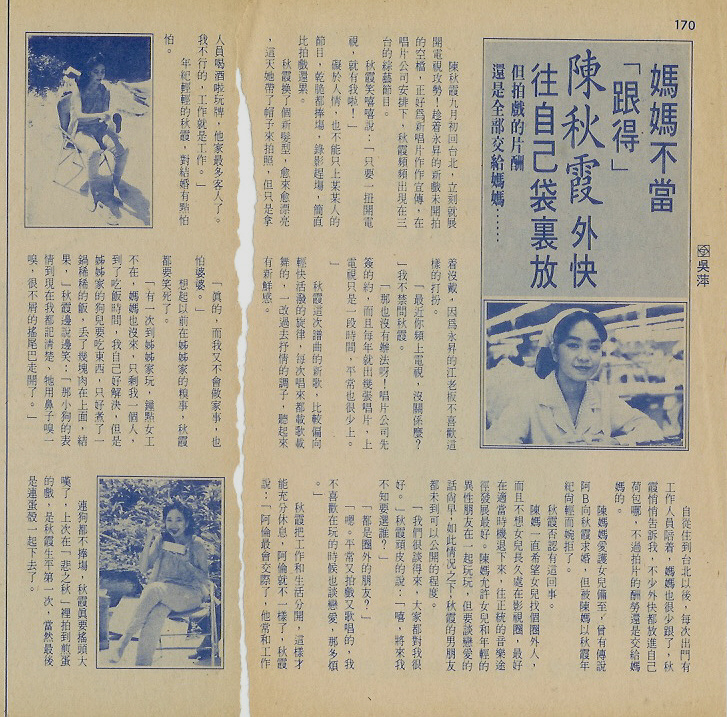 170
媽媽不當
「跟得」
陳秋霞外快
往自己袋裏放
但拍戲的片酬
還是全部交給媽媽……
吳萍
陳秋霞九月初回台北，立刻就展
開電視攻勢！趁着永昇的新戲未開拍
的空檔，正好為新唱片作作宣傳，在
唱片公司安排下，秋霞頻頻出現在三
台的綜藝節目。
秋霞笑嘻嘻說：「只要一扭開電
視，就有我啦！」
礙於人情，也不能只上某某人的
節目，乾脆都捧場，錄影趕場，簡直
比拍戲還累。
秋霞換了個新髮型，愈來愈漂亮
，這天她帶了帽子來拍照，但只是拿
着沒戴，因爲永昇的江老板不喜歡這
樣的打扮。
「最近你頻上電視，沒關係麼？
」我不禁問秋霞。
「那也沒有辦法呀！唱片公司先
簽的約，而且每年就出幾張唱片，上
電視只是一段時間，平常也很少上。
」
秋霞這次譜曲的新歌，比較偏向
輕快活潑的旋律，每次唱來都載歌載
舞的，一改過去抒情的調子，聽起來
有新鮮感。
自從住到台北以後，每次出門有
工作人員陪着，媽媽也很少跟了，秋
霞悄悄告訴我，不少外快都放進自己
荷包哪，不過拍片的酬勞還是交給媽
媽的。
陳媽媽愛護女兒備至，曾有傳說
阿B向秋霞求婚，但被陳媽以秋霞年
紀尚輕而婉拒了。
秋霞否認有這回事。
陳媽一直希望女兒找個圈外人，
而且不想女兒長久處在影視圈，最好
在適當時機退下來，往正統的音樂途
徑發展最好。陳媽允許女兒和年輕的
異性朋友在一起玩玩，但要談戀愛的
話尚早，如此情況之下！秋霞的男朋友
都未到可以公開的程度。
「我們很談得來，大家都對我很
好。」秋霞頑皮的說：「嘻，將來我
不知要選誰？」
「都是圈外的朋友？」
「嗯。平常又拍戲又歌唱的，我
不喜歡在玩的時候也談戀愛，那多煩
。」
秋霞把工作和生活分開，這樣才
能充分休息，阿倫就不一樣了，秋霞
說：「阿倫最會交際了，他常和工作
人員喝酒啦玩牌，他家最多客人了。
我不行的，工作就是工作。」
年紀輕輕的秋霞，對結婚有點怕
怕。
「眞的，而我又不會做家事，也
怕婆婆。」
想起以前在姊姊家的糗事，秋霞
都要笑死了。
「有一次到姊姊家玩，鐘點女工
不在，媽媽也沒來，只剩我一個人，
到了吃飯時間，我自己好解決，但是
姊姊家的狗兒要吃東西，只好煮了一
鍋稀稀的飯，丢了幾塊肉在上面，結
果，」秋霞邊說邊笑：「那小狗的表
情到現在我都記清楚，牠用鼻子嗅一
嗅，很不屑的搖尾巴走開了。」
連狗都不捧場，秋霞眞要搖頭大
嘆了，上次在「悲之秋」裡拍到煎蛋
的戲，是秋霞生平第一次，當然最後
是連蛋殼一起下去了。